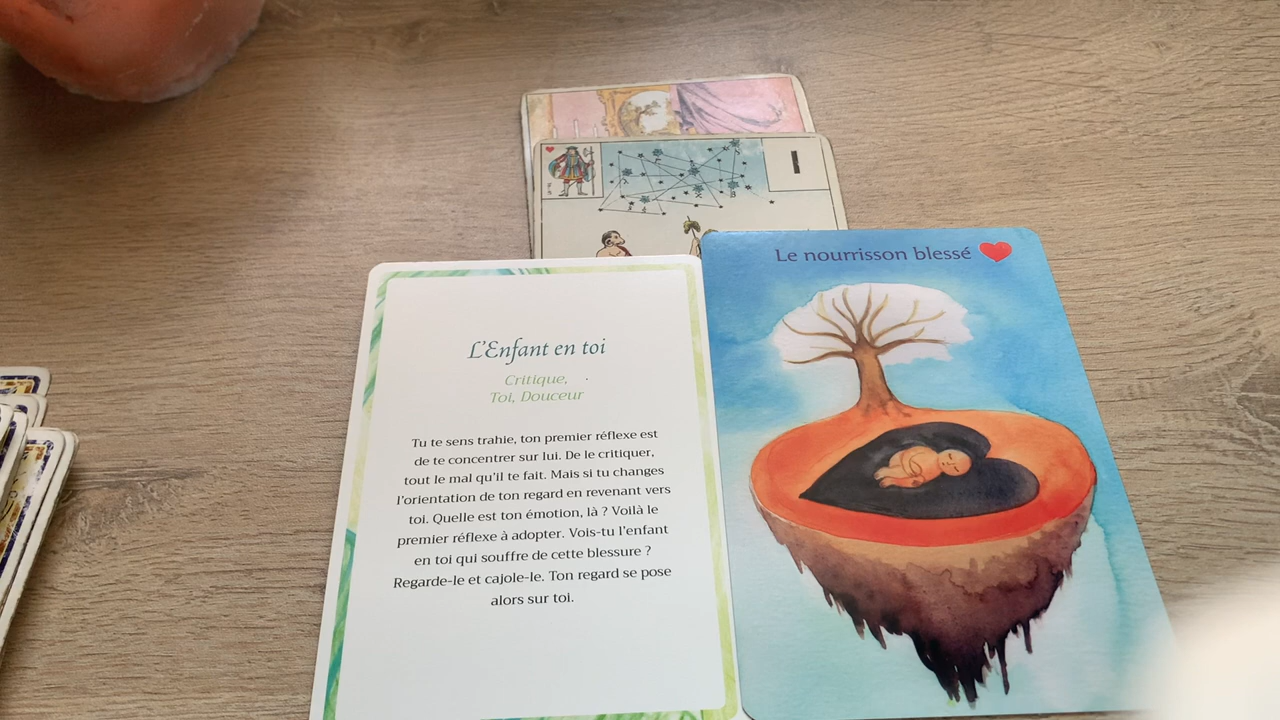 I
Le nourrisson blessé
L'Enfant en toi
Critique,
Toi, Douceur
Tu te sens trahie, ton premier réflexe est
de te concentrer sur lui. De le critiquer,
tout le mal qu'il te fait. Mais si tu changes
l'orientation de ton regard en revenant vers
toi. Quelle est ton émotion, là ? Voilà le
premier réflexe à adopter. Vois-tu l'enfant
en toi qui souffre de cette blessure ?
Regarde-le et cajole-le. Ton regard se pose
alors sur toi.